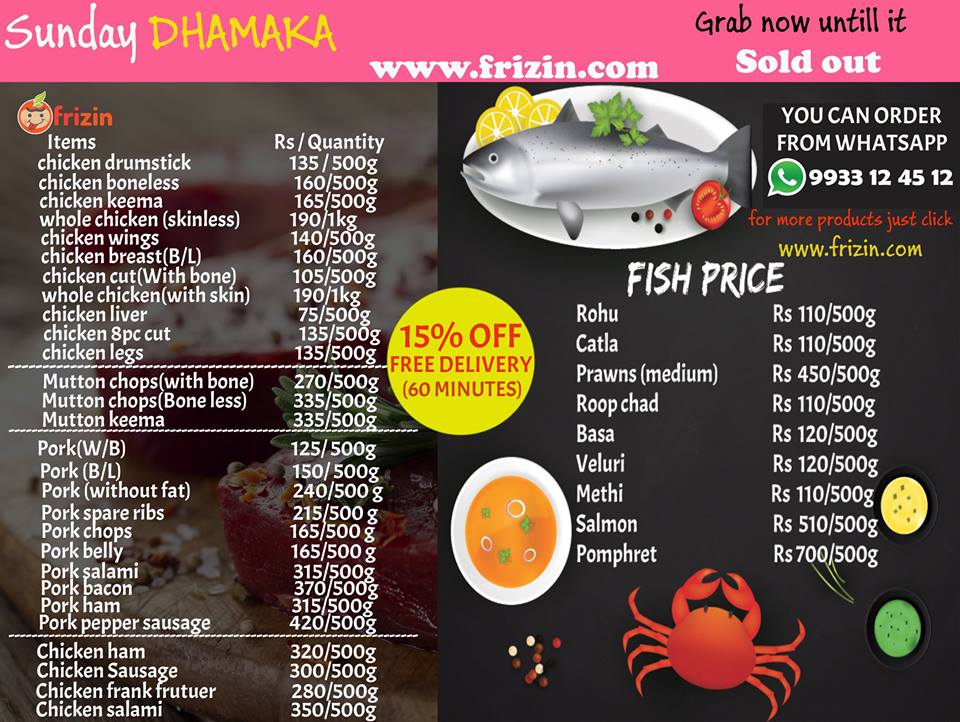 Sunday DHAMAKA
www.frizin.com
Grab now untill it
Sold out
frizin
Items Rs / Quantity
chicken drumstick 135 / 500g
chicken boneless 160/500g
chicken keema 165/500g
whole chicken (skinless) 190/1kg
chicken wings 140/500g
chicken breast(B/L) 160/500g
chicken cut(With bone) 105/500g
whole chicken(with skin) 190/1kg
chicken liver 75/500g
chicken 8pc cut 135/500g
chicken legs 135/500g
Mutton chops(with bone) 270/500g
Mutton chops(Bone less) 335/500g
Mutton keema 335/500g
Pork(W/B) 125/ 500g
Pork (B/L) 150/ 500g
Pork (without fat) 240/500 g
Pork spare ribs 215/500 g
Pork chops 165/500 g
Pork belly 165/500 g
Pork salami 315/500g
Pork bacon 370/500g
Pork ham 315/500g
Pork pepper sausage 420/500g
Chicken ham 320/500g
Chicken Sausage 300/500g
Chicken frank frutuer 280/500g
Chicken salami 350/500g
15% OFF
FREE DELIVERY
(60 MINUTES)
YOU CAN ORDER
FROM WHATSAPP
9933 12 45 12
for more products just click
www.frizin.com
FISH PRICE
Rohu Rs 110/500g
Catla Rs 110/500g
Prawns (medium) Rs 450/500g
Roop chad Rs 110/500g
Basa Rs 120/500g
Veluri Rs 120/500g
Methi Rs 110/500g
Salmon Rs 510/500g
Pomphret Rs 700/500g